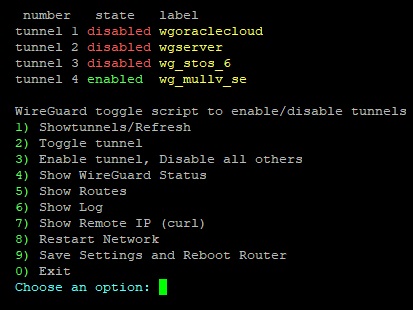 number state label
tunnel 1 disabled wgoraclecloud
tunnel 2 disabled wgserver
tunnel 3 disabled wg_stos_6
tunnel 4 enabled wg_mullv_se
WireGuard toggle script to enable/disable tunnels
1) Showtunnels/Refresh
2) Toggle tunnel
3) Enable tunnel, Disable all others
4) Show WireGuard Status
5) Show Routes
6) Show Log
7) Show Remote IP (curl)
8) Restart Network
9) Save Settings and Reboot Router
0) Exit
Choose an option: